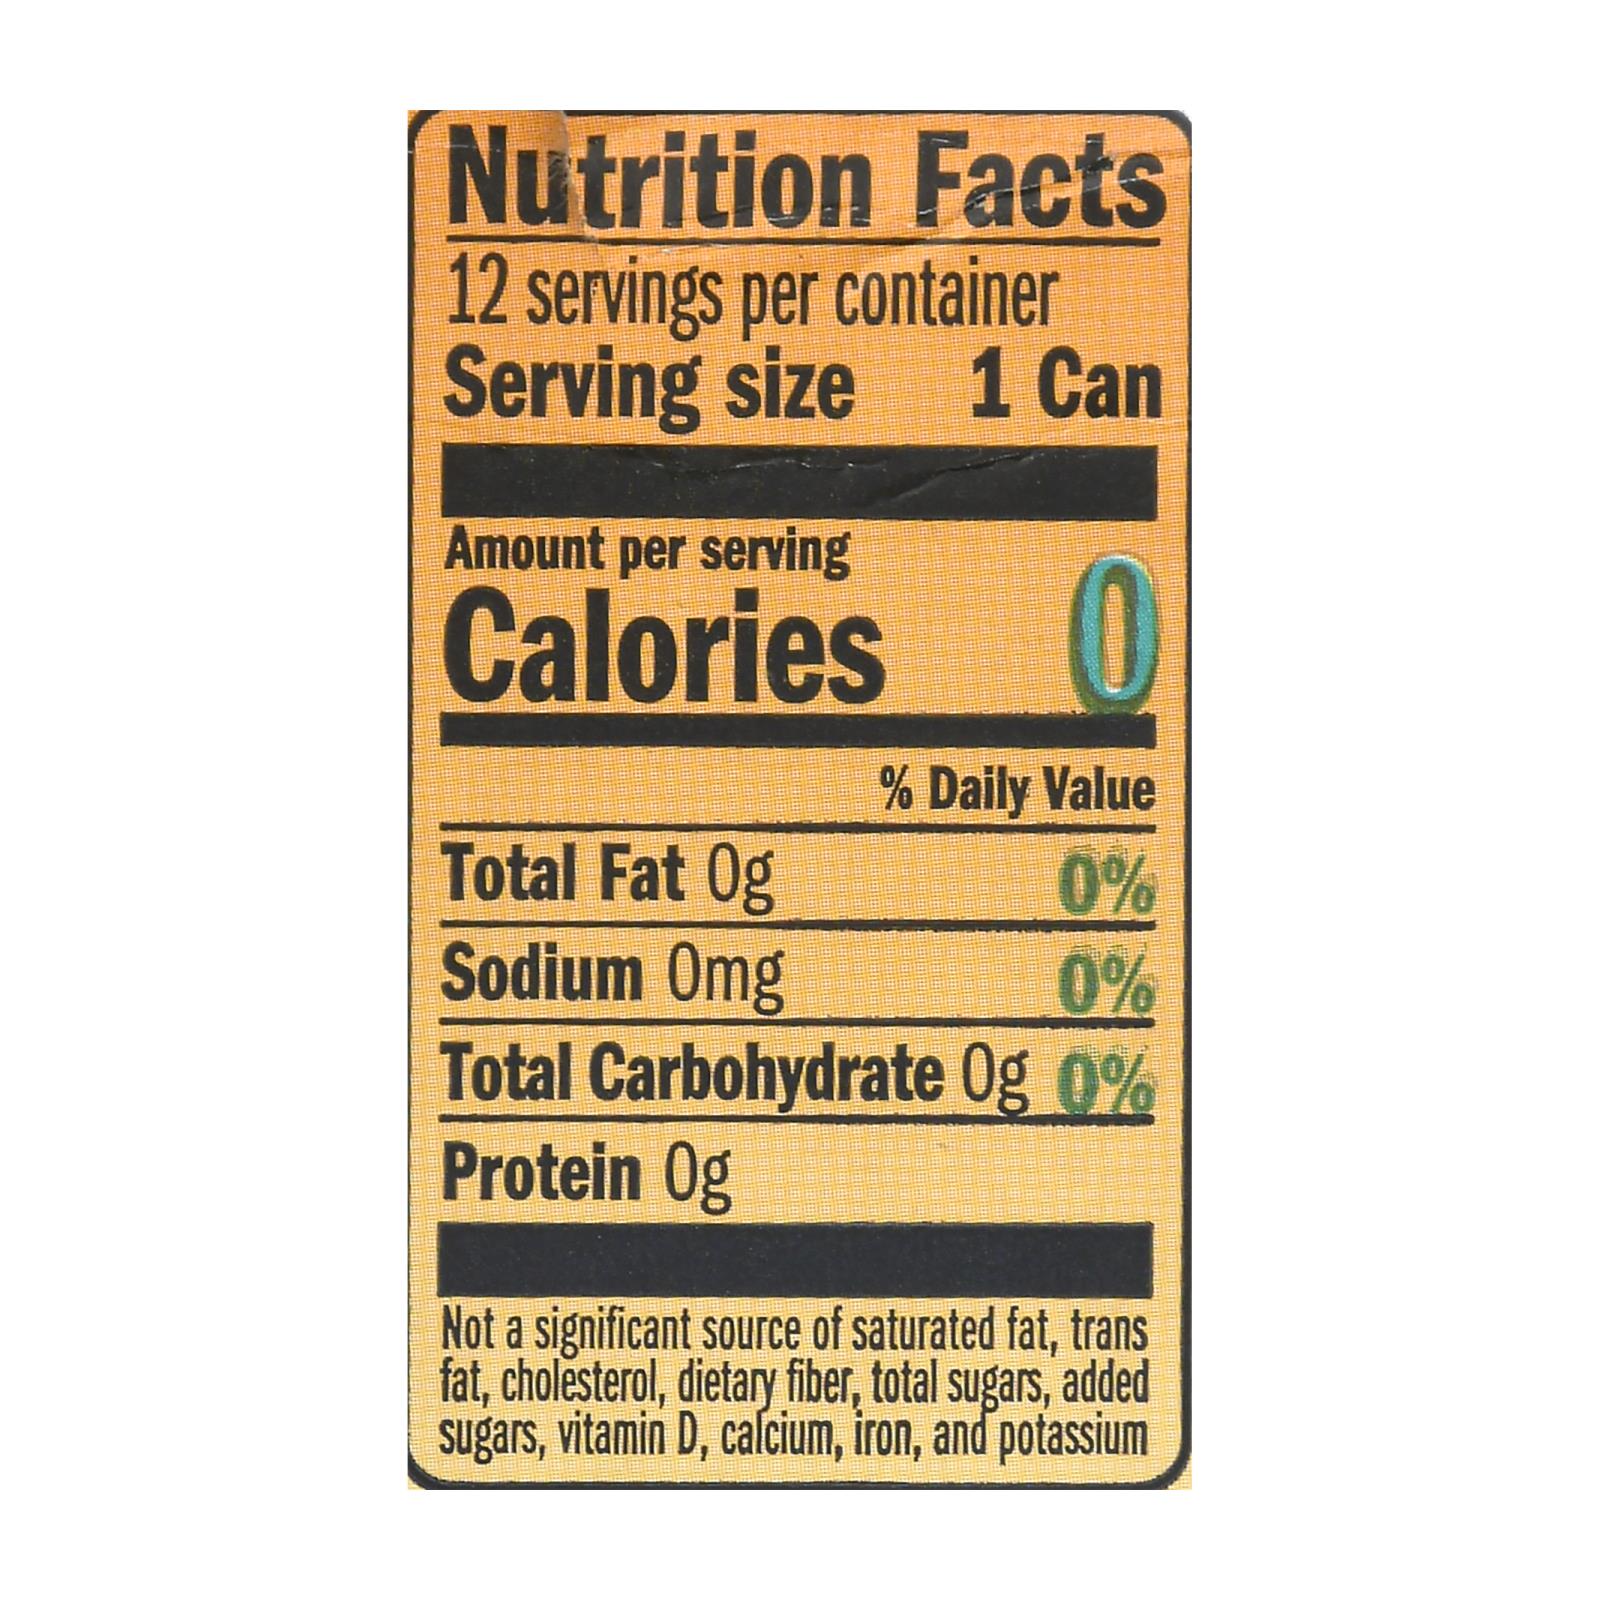 Nutrition Facts
12 servings per container
Serving size 1 Can
Amount per serving
Calories 0
% Daily Value
Total Fat 0g 0%
Sodium 0mg 0%
Total Carbohydrate 0g 0%
Protein 0g
Not a significant source of saturated fat, trans
fat, cholesterol, dietary fiber, total sugars, added
sugars, vitamin D, calcium, iron, and potassium